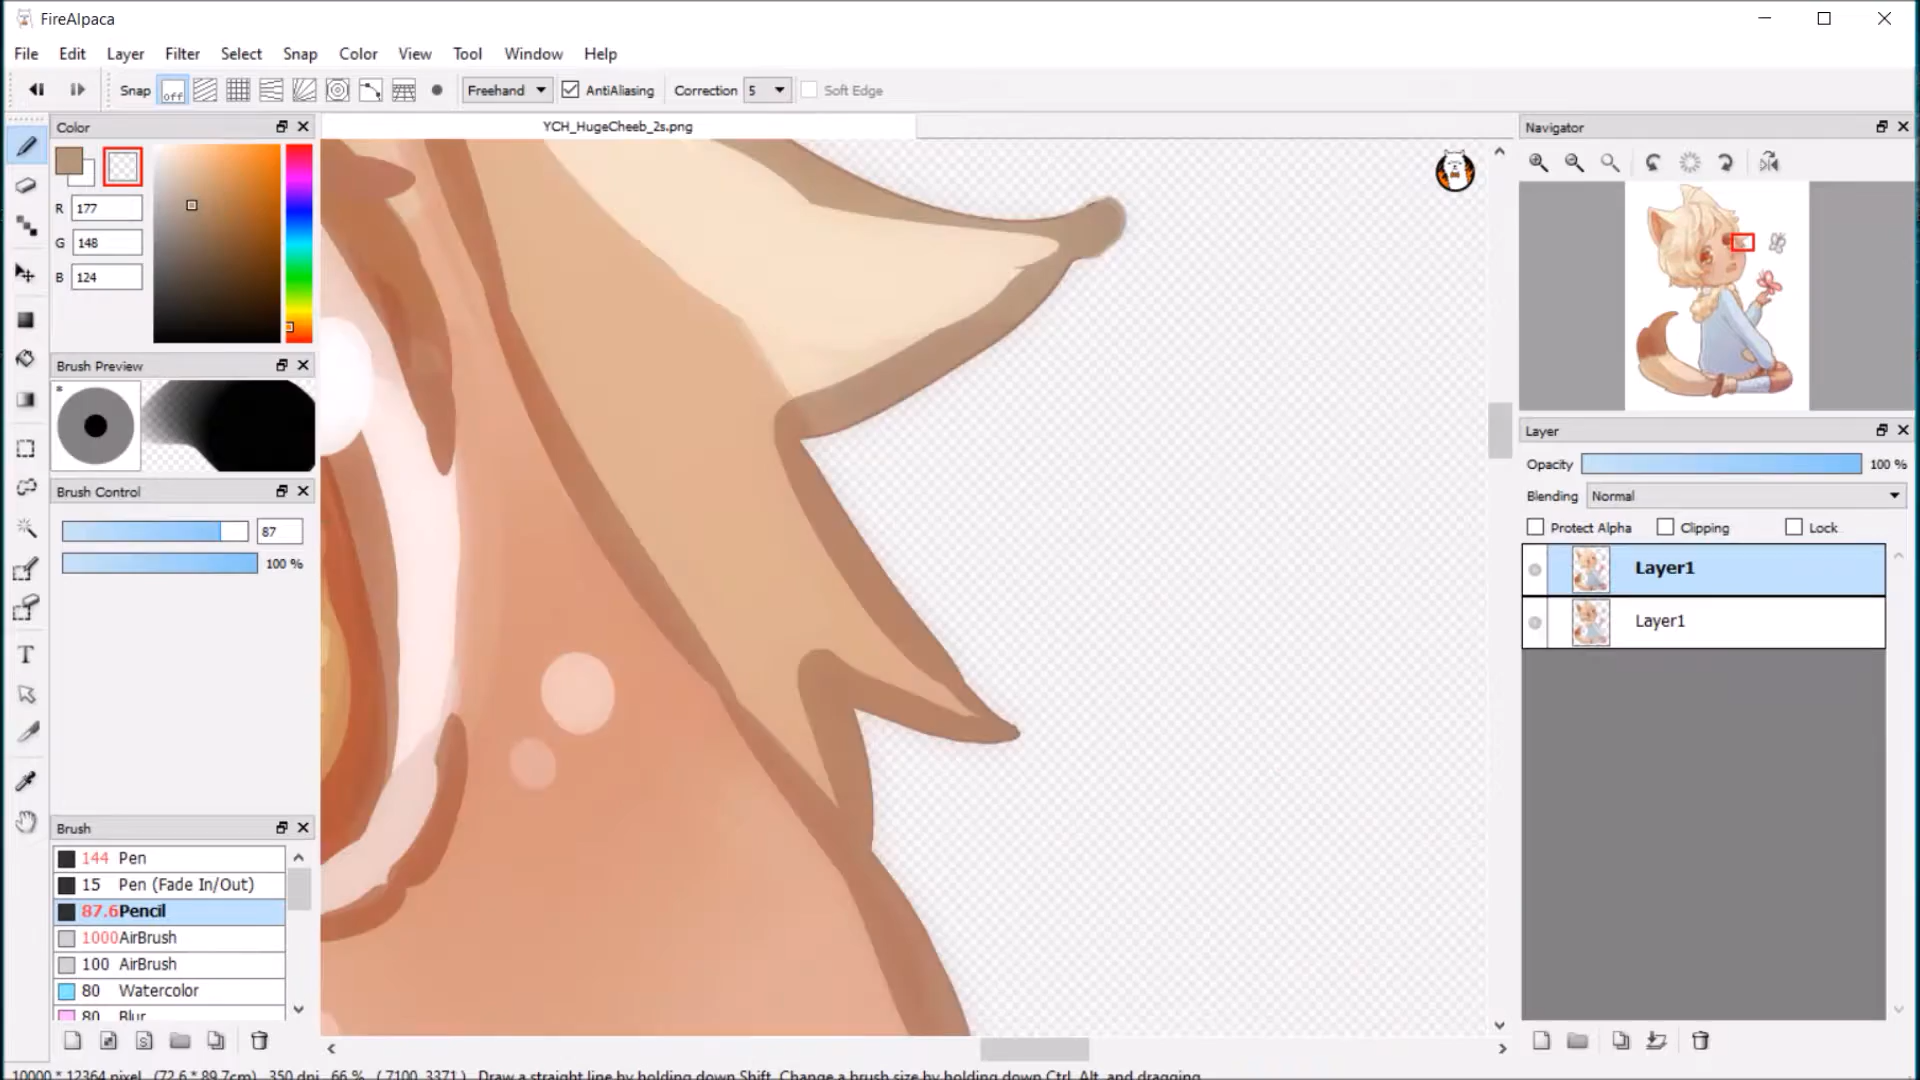 FireAlpaca
File Edit Layer Filter Select Snap Color View Tool Window Help
Snap off Freehand AntiAliasing Correction 5 Soft Edge
Color
YCH_HugeCheeb_2s.png
Navigator
R 177
G 148
B 124
Brush Preview
*
Brush Control
87
100 %
Brush
144 Pen
15 Pen (Fade In/Out)
87.6 Pencil
1000 AirBrush
100 AirBrush
80 Watercolor
80 Blur
Layer
Opacity 100 %
Blending Normal
Protect Alpha Clipping Lock
Layer1
Layer1
10000 * 12364 pixel (72.6 * 89.7cm) 350 dpi 66 % ( 7100, 3371 ) Draw a straight line by holding down Shift, Change a brush size by holding down Ctrl, Alt, and dragging